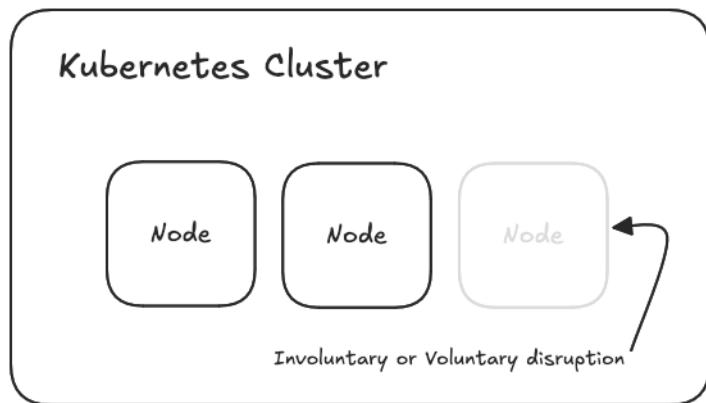 Kubernetes Cluster
Node
Node
Node
Involuntary or Voluntary disruption